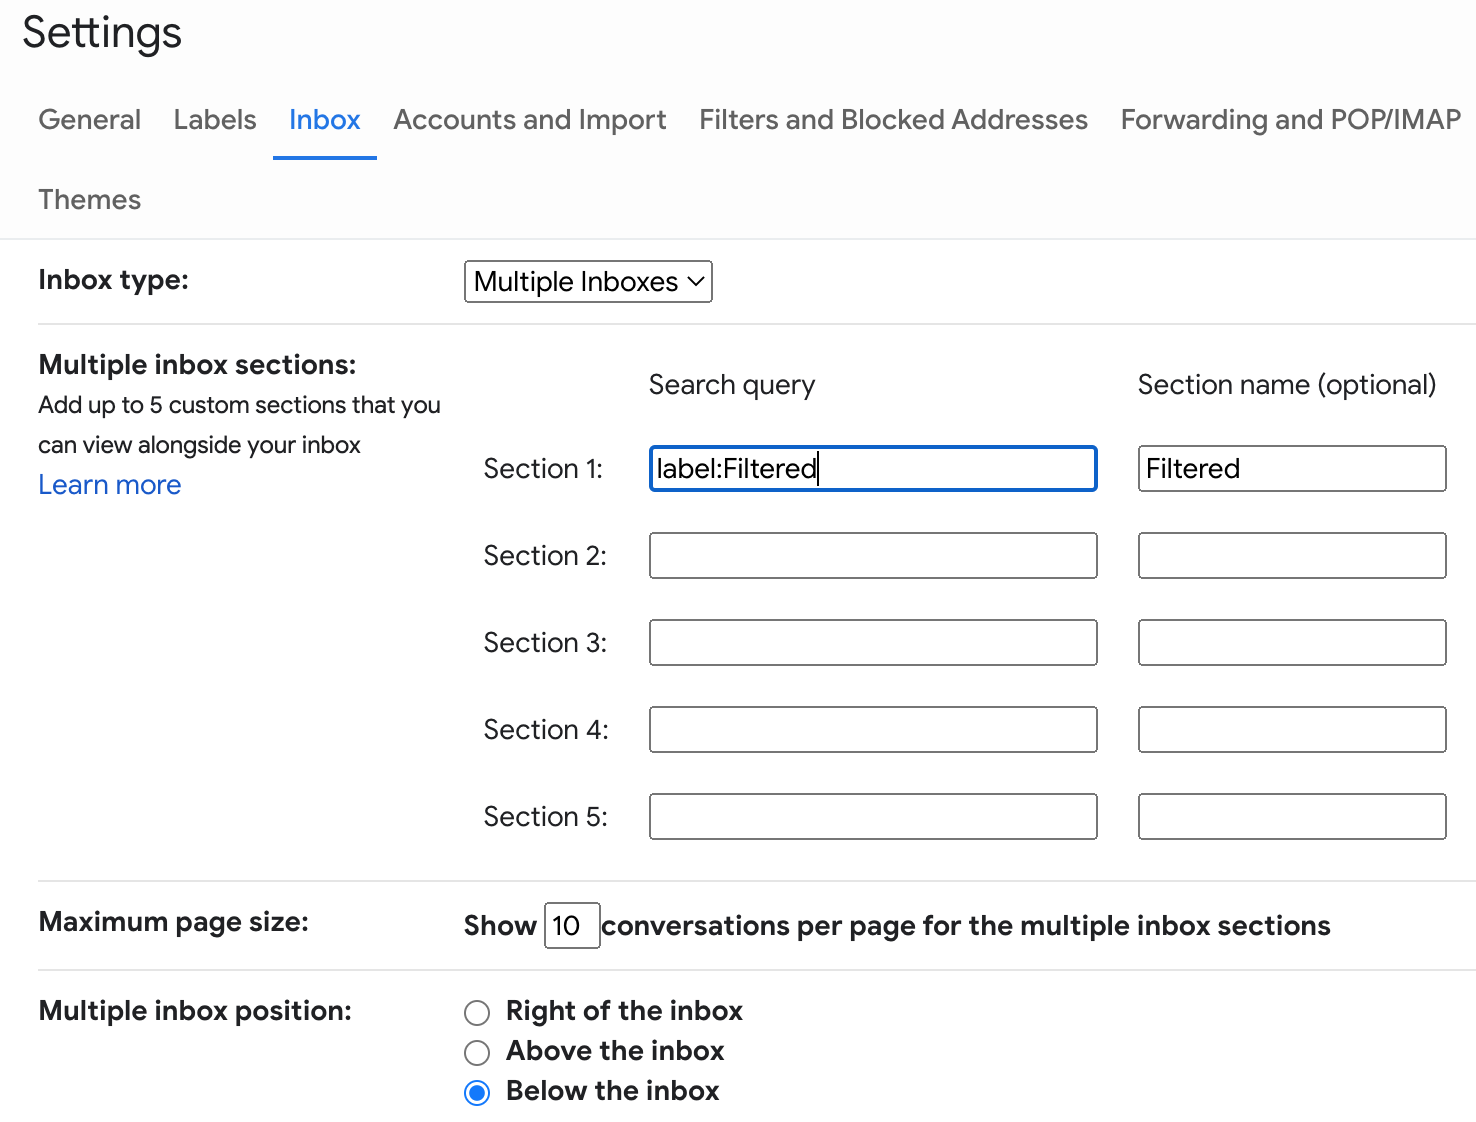 Settings
General Labels Inbox Accounts and Import Filters and Blocked Addresses Forwarding and POP/IMAP
Themes
Inbox type:
Multiple Inboxes
Multiple inbox sections:
Add up to 5 custom sections that you
can view alongside your inbox
Learn more
Search query Section name (optional)
Section 1: label:Filtered Filtered
Section 2:
Section 3:
Section 4:
Section 5:
Maximum page size:
Show 10 conversations per page for the multiple inbox sections
Multiple inbox position:
Right of the inbox
Above the inbox
Below the inbox